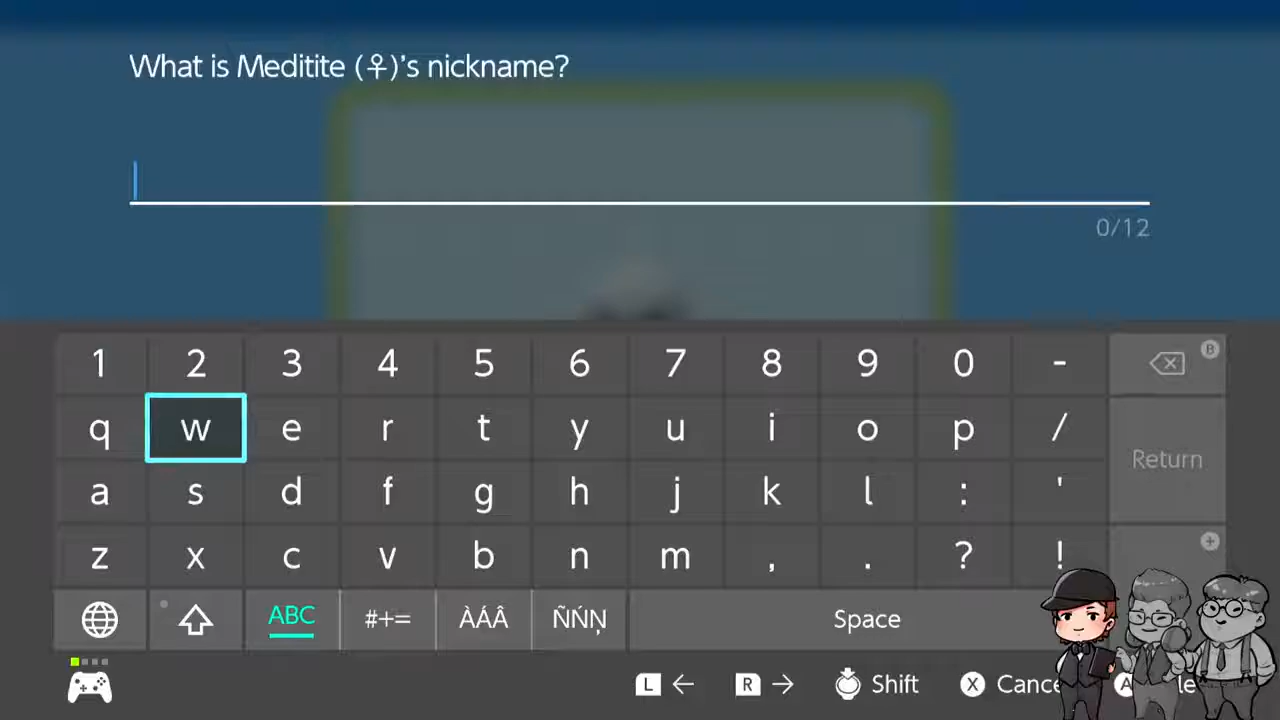 What is Meditite (♀)'s nickname?
0/12
1 2 3 4 5 6 7 8 9 0 -
q w e r t y u i o p /
Return
a s d f g h j k l : '
z x c v b n m , . ? !
ABC #+= ÀÁÂ ÑŃŅ Space
L ← R → Shift X